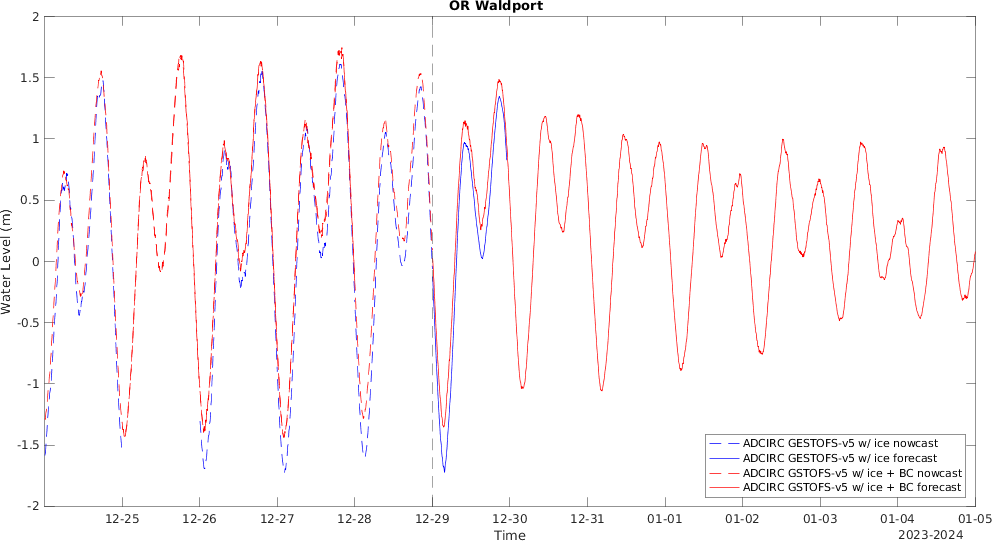 OR Waldport
2
1.5
1
0.5
0
-0.5
-1
-1.5
-2
Water Level (m)
12-25 12-26 12-27 12-28 12-29 12-30 12-31 01-01 01-02 01-03 01-04 01-05
Time
2023-2024
ADCIRC GESTOFS-v5 w/ ice nowcast
ADCIRC GESTOFS-v5 w/ ice forecast
ADCIRC GSTOFS-v5 w/ ice + BC nowcast
ADCIRC GSTOFS-v5 w/ ice + BC forecast